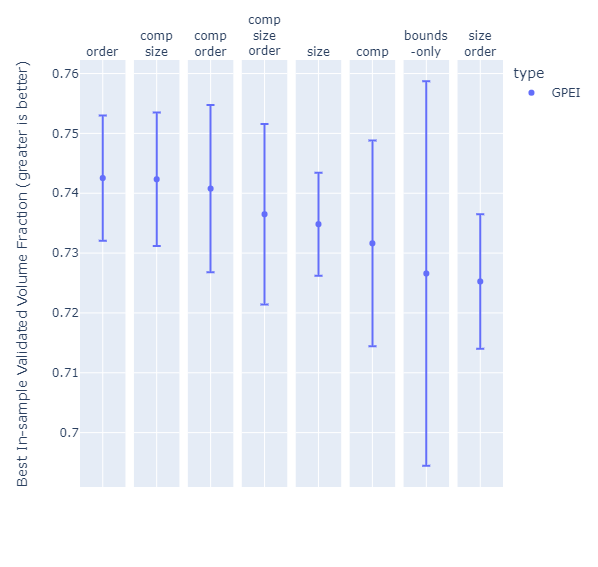 comp
comp comp size bounds size
order size order order size comp -only order
type
GPEI
0.76
0.75
0.74
0.73
0.72
0.71
0.7
Best In-sample Validated Volume Fraction (greater is better)